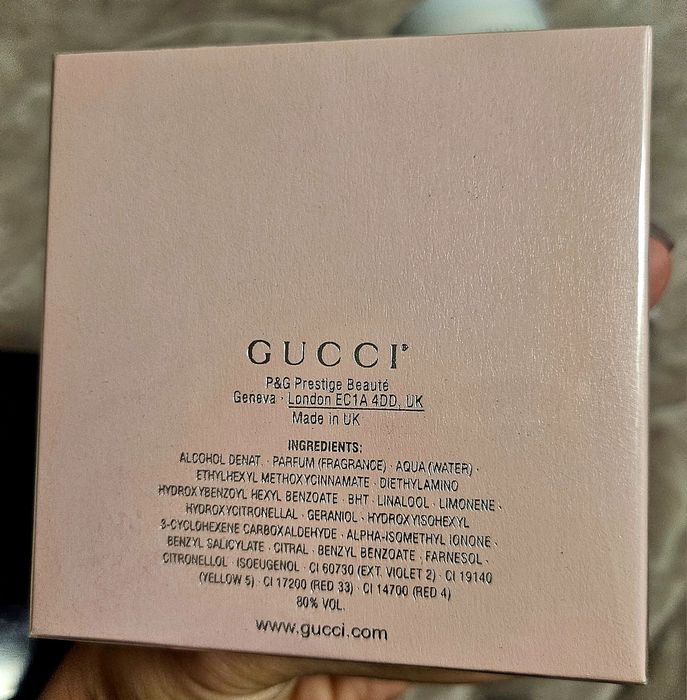 GUCCI®
P&G Prestige Beauté
Geneva · London EC1A 4DD, UK
Made in UK
INGREDIENTS:
ALCOHOL DENAT. · PARFUM (FRAGRANCE) · AQUA (WATER) ·
ETHYLHEXYL METHOXYCINNAMATE · DIETHYLAMINO
HYDROXYBENZOYL HEXYL BENZOATE · BHT · LINALOOL · LIMONENE ·
HYDROXYCITRONELLAL · GERANIOL · HYDROXYISOHEXYL
3-CYCLOHEXENE CARBOXALDEHYDE · ALPHA-ISOMETHYL IONONE ·
BENZYL SALICYLATE · CITRAL · BENZYL BENZOATE · FARNESOL ·
CITRONELLOL · ISOEUGENOL · CI 60730 (EXT. VIOLET 2) · CI 19140
(YELLOW 5) · CI 17200 (RED 33) · CI 14700 (RED 4)
80% VOL.
www.gucci.com